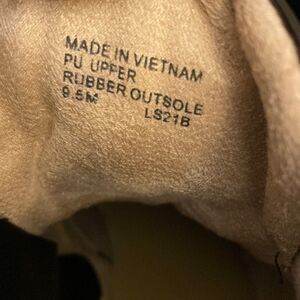 MADE IN VIETNAM
PU UPPER
RUBBER OUTSOLE
9.5M LS21B